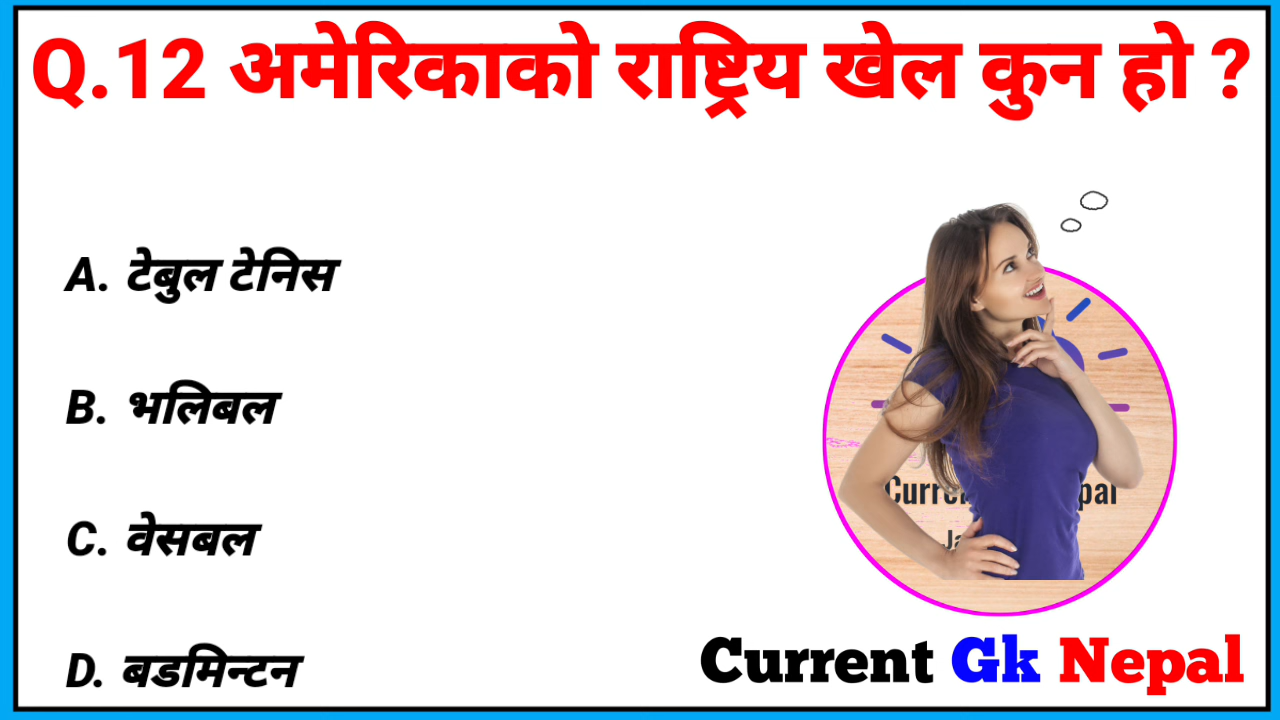 Q.12 अमेरिकाको राष्ट्रिय खेल कुन हो ?
A. टेबुल टेनिस
B. भलिबल
C. वेसबल
D. बडमिन्टन
Current Gk Nepal